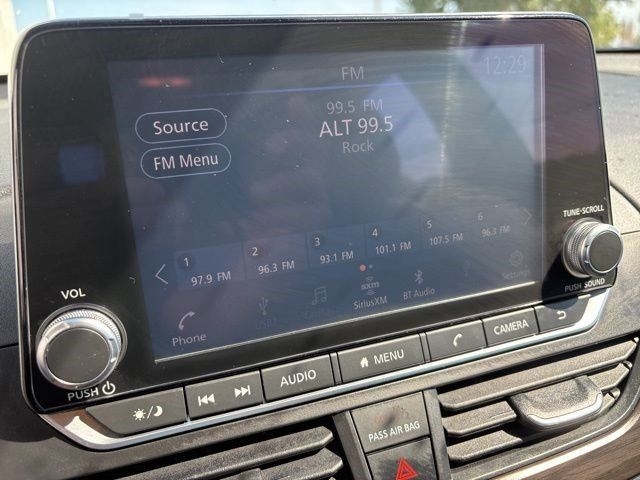 FM
12:29
Source
99.5 FM
ALT 99.5
FM Menu
Rock
1 2 3 4 5 6
97.9 FM 96.3 FM 93.1 FM 101.1 FM 107.5 FM 96.3 FM
Phone USB SiriusXM BT Audio Settings
sxm
TUNE·SCROLL
PUSH SOUND
VOL
PUSH
AUDIO
MENU
CAMERA
PASS AIR BAG